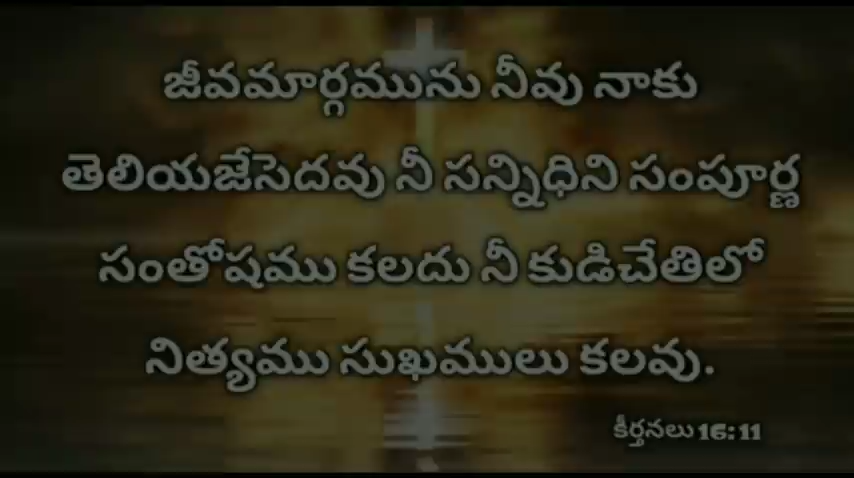 జీవమార్గమును నీవు నాకు
తెలియజేసెదవు నీ సన్నిధిని సంపూర్ణ
సంతోషము కలదు నీ కుడిచేతిలో
నిత్యము సుఖములు కలవు.
కీర్తనలు 16:11